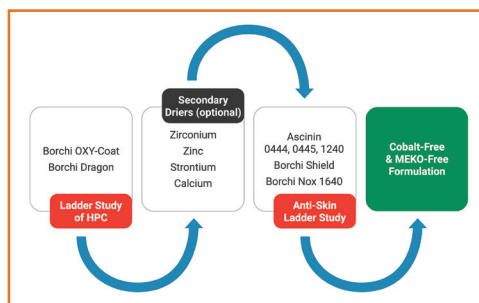 Borchi OXY-Coat
Borchi Dragon
Ladder Study
of HPC
Secondary
Driers (optional)
Zirconium
Zinc
Strontium
Calcium
Ascinin
0444, 0445, 1240
Borchi Shield
Borchi Nox 1640
Anti-Skin
Ladder Study
Cobalt-Free
& MEKO-Free
Formulation